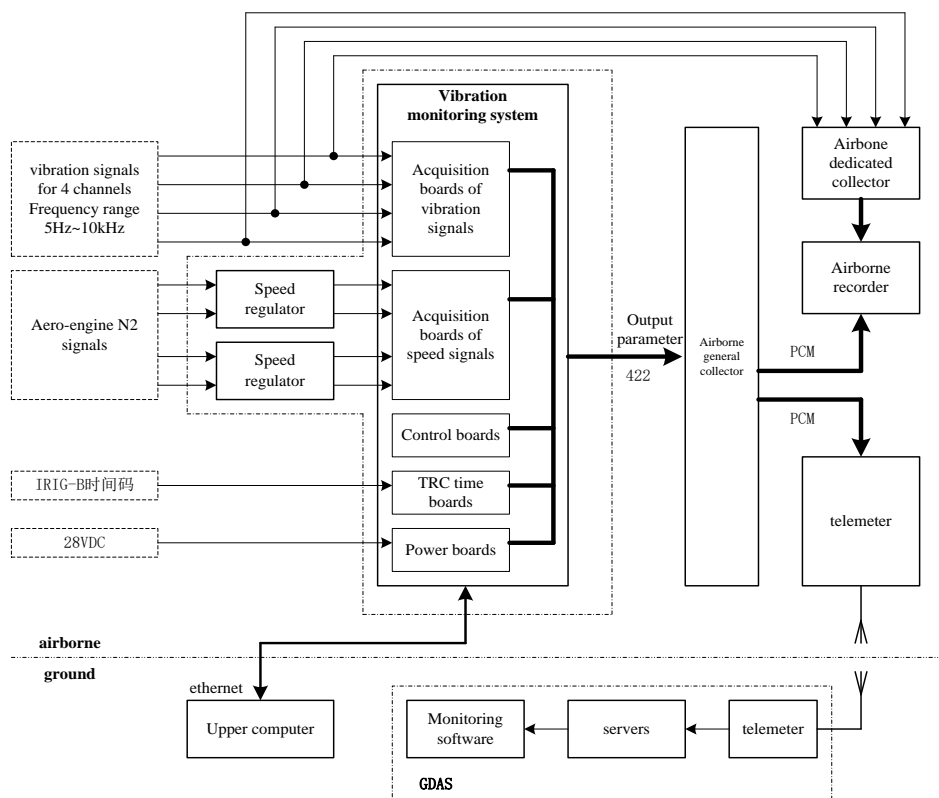 Vibration
monitoring system
vibration signals
for 4 channels
Frequency range
5Hz~10kHz
Acquisition
boards of
vibration
signals
Airbone
dedicated
collector
Aero-engine N2
signals
Speed
regulator
Speed
regulator
Acquisition
boards of
speed signals
Output
parameter
422
Airborne
general
collector
Airborne
recorder
PCM
PCM
Control boards
IRIG-B时间码
TRC time
boards
telemeter
28VDC
Power boards
airborne
ground
ethernet
Upper computer
Monitoring
software
servers
telemeter
GDAS